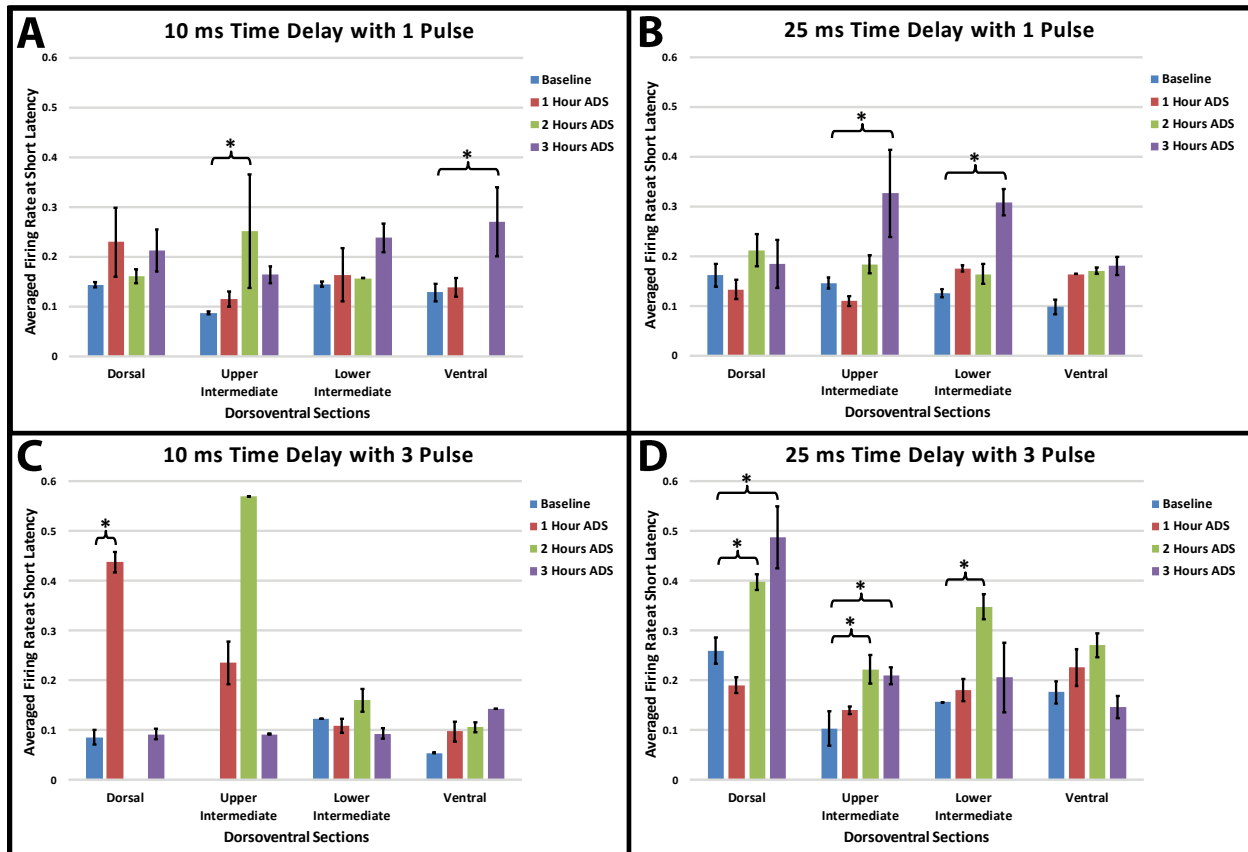 A
10 ms Time Delay with 1 Pulse
Averaged Firing Rateat Short Latency
0.6
0.5
0.4
0.3
0.2
0.1
0
*
*
Baseline
1 Hour ADS
2 Hours ADS
3 Hours ADS
Dorsal
Upper
Intermediate
Lower
Intermediate
Ventral
Dorsoventral Sections
B
25 ms Time Delay with 1 Pulse
Averaged Firing Rateat Short Latency
0.6
0.5
0.4
0.3
0.2
0.1
0
*
*
Baseline
1 Hour ADS
2 Hours ADS
3 Hours ADS
Dorsal
Upper
Intermediate
Lower
Intermediate
Ventral
Dorsoventral Sections
C
10 ms Time Delay with 3 Pulse
Averaged Firing Rateat Short Latency
0.6
0.5
0.4
0.3
0.2
0.1
0
*
Baseline
1 Hour ADS
2 Hours ADS
3 Hours ADS
Dorsal
Upper
Intermediate
Lower
Intermediate
Ventral
Dorsoventral Sections
D
25 ms Time Delay with 3 Pulse
Averaged Firing Rateat Short Latency
0.6
0.5
0.4
0.3
0.2
0.1
0
*
*
*
*
*
Baseline
1 Hour ADS
2 Hours ADS
3 Hours ADS
Dorsal
Upper
Intermediate
Lower
Intermediate
Ventral
Dorsoventral Sections